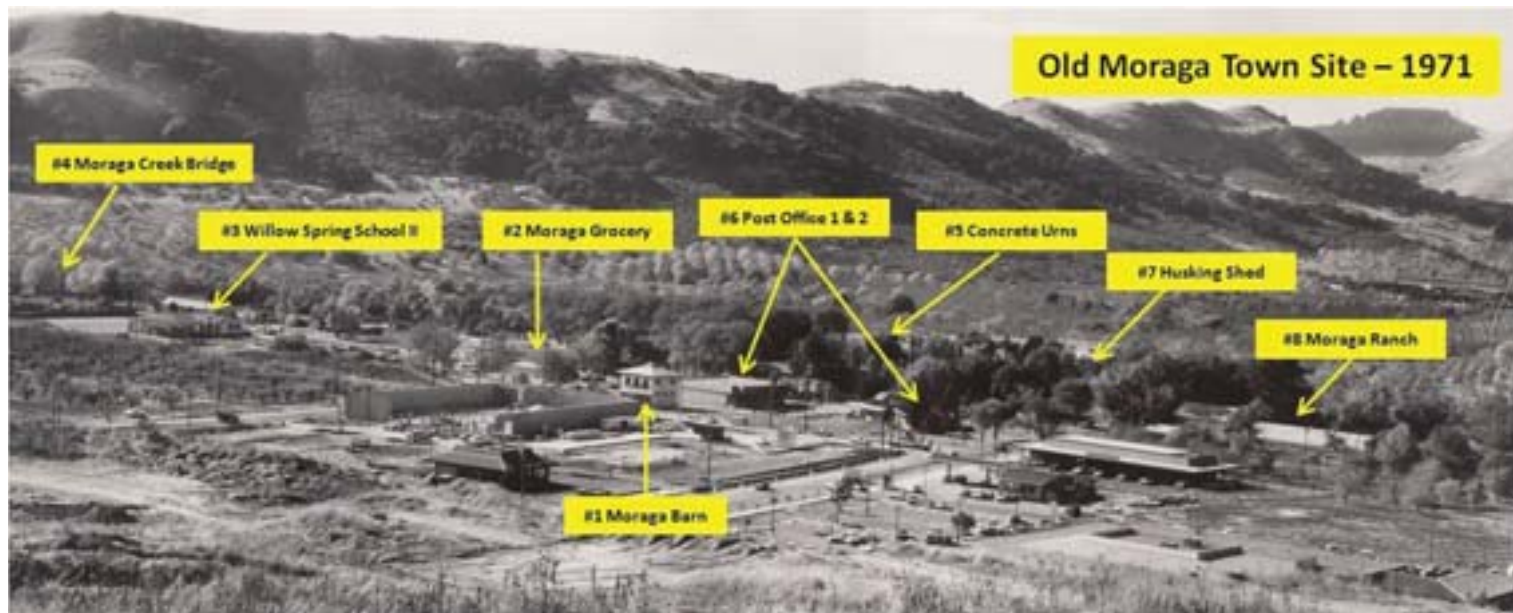 Old Moraga Town Site – 1971
#4 Moraga Creek Bridge
#3 Willow Spring School II
#2 Moraga Grocery
#6 Post Office 1 & 2
#5 Concrete Urns
#7 Husking Shed
#8 Moraga Ranch
#1 Moraga Barn